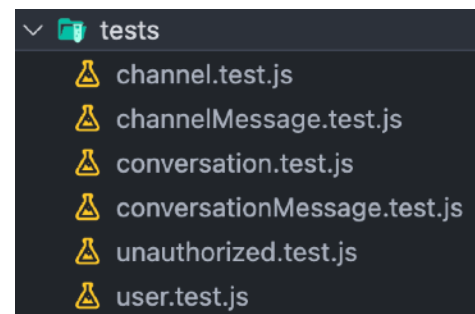 tests
channel.test.js
channelMessage.test.js
conversation.test.js
conversationMessage.test.js
unauthorized.test.js
user.test.js